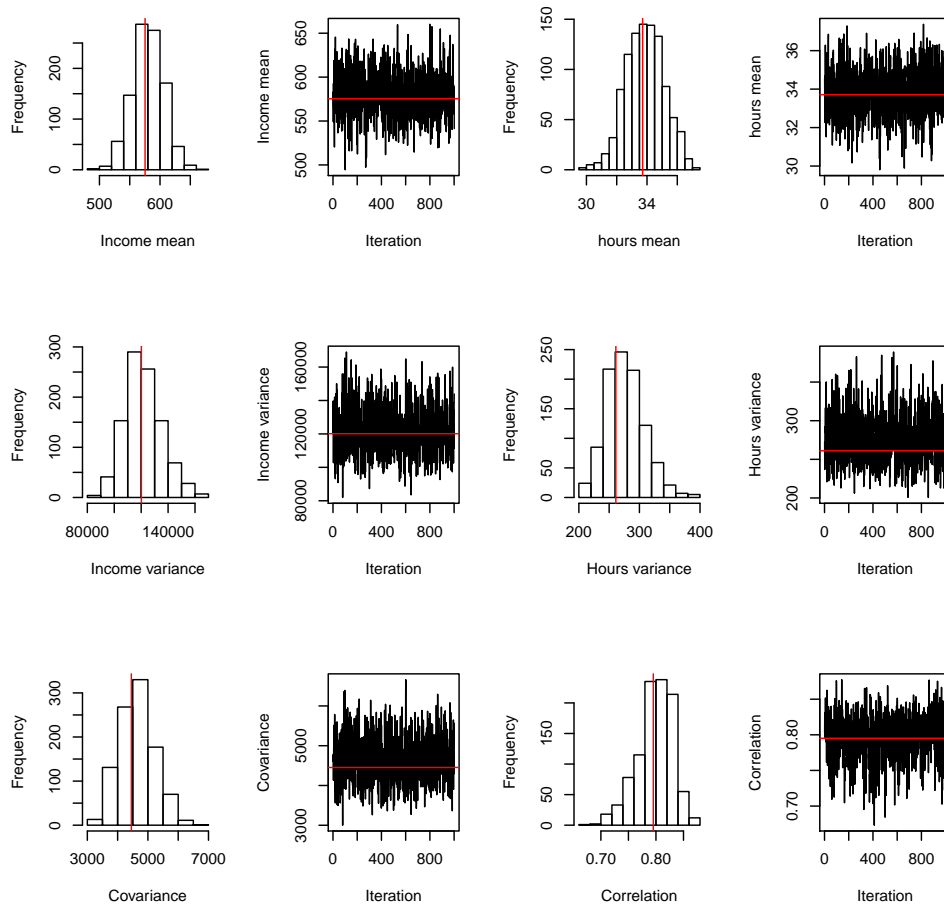 Frequency
0
100
200
500
600
Income mean
Income mean
500
550
600
650
0
400
800
Iteration
Frequency
0
50
100
150
30
34
hours mean
hours mean
30
32
34
36
0
400
800
Iteration
Frequency
0
100
200
300
80000
140000
Income variance
Income variance
80000
120000
160000
0
400
800
Iteration
Frequency
0
50
150
250
200
300
400
Hours variance
Hours variance
200
300
0
400
800
Iteration
Frequency
0
100
200
300
3000
5000
7000
Covariance
Covariance
3000
5000
0
400
800
Iteration
Frequency
0
50
150
0.70
0.80
Correlation
Correlation
0.70
0.80
0
400
800
Iteration